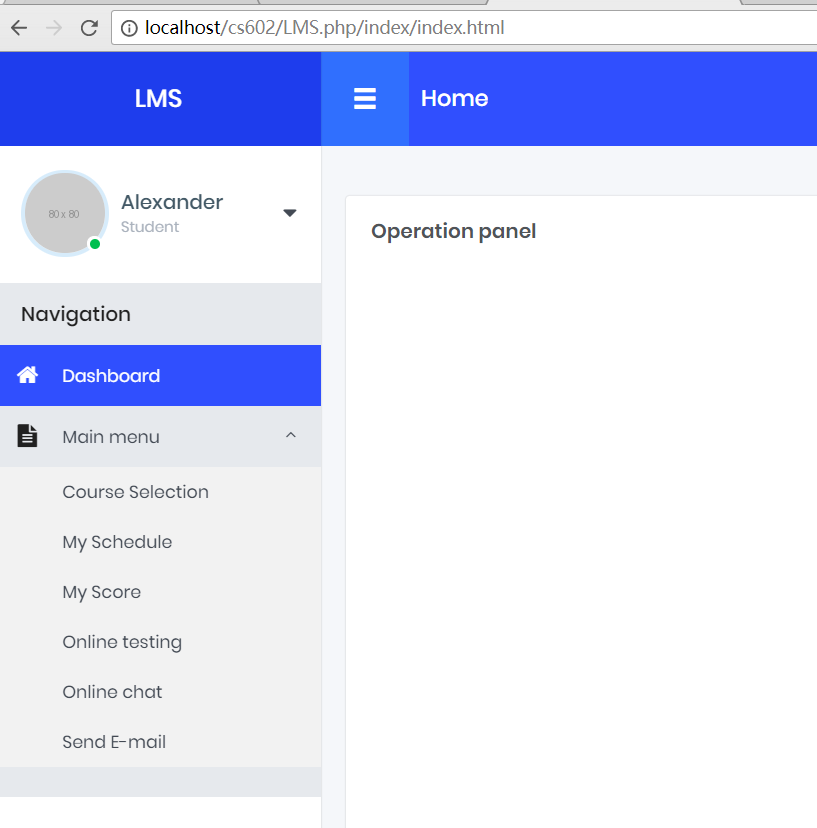 localhost/cs602/LMS.php/index/index.html
LMS
Home
80 x 80
Alexander
Student
Operation panel
Navigation
Dashboard
Main menu
Course Selection
My Schedule
My Score
Online testing
Online chat
Send E-mail